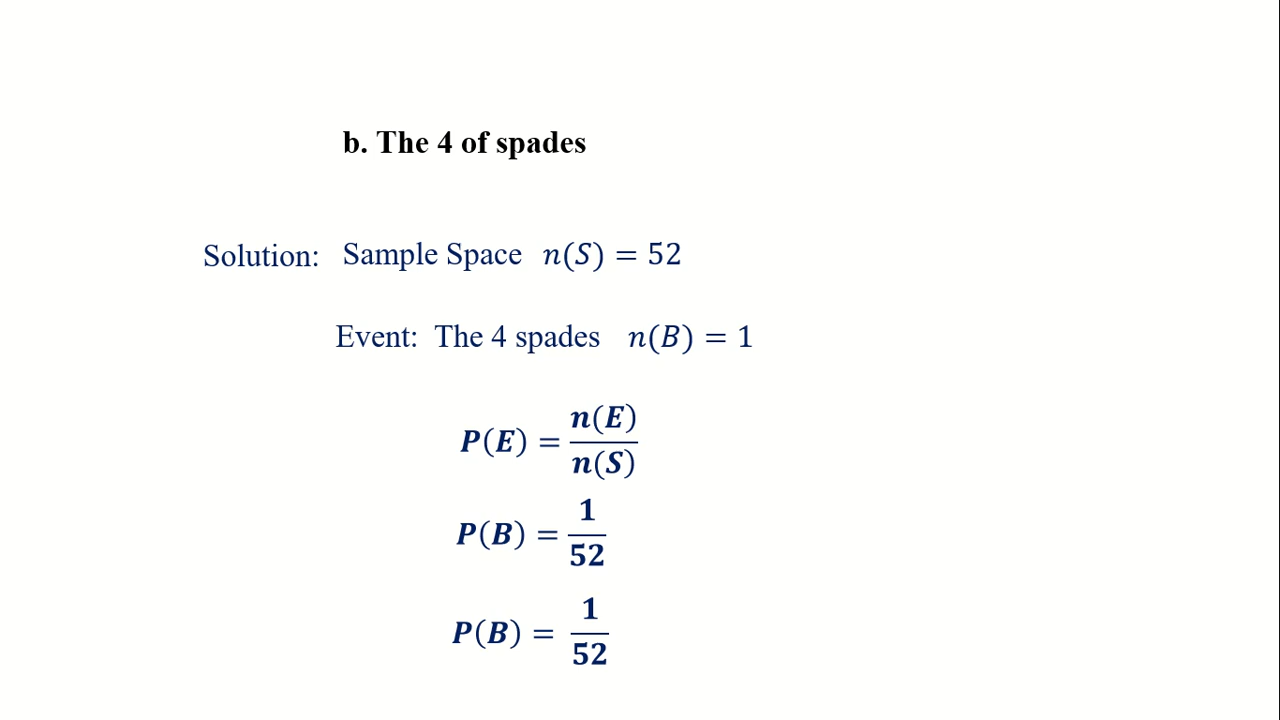 b. The 4 of spades
Solution: Sample Space n(S) = 52
Event: The 4 spades n(B) = 1
P(E) = n(E)/n(S)
P(B) = 1/52
P(B) = 1/52